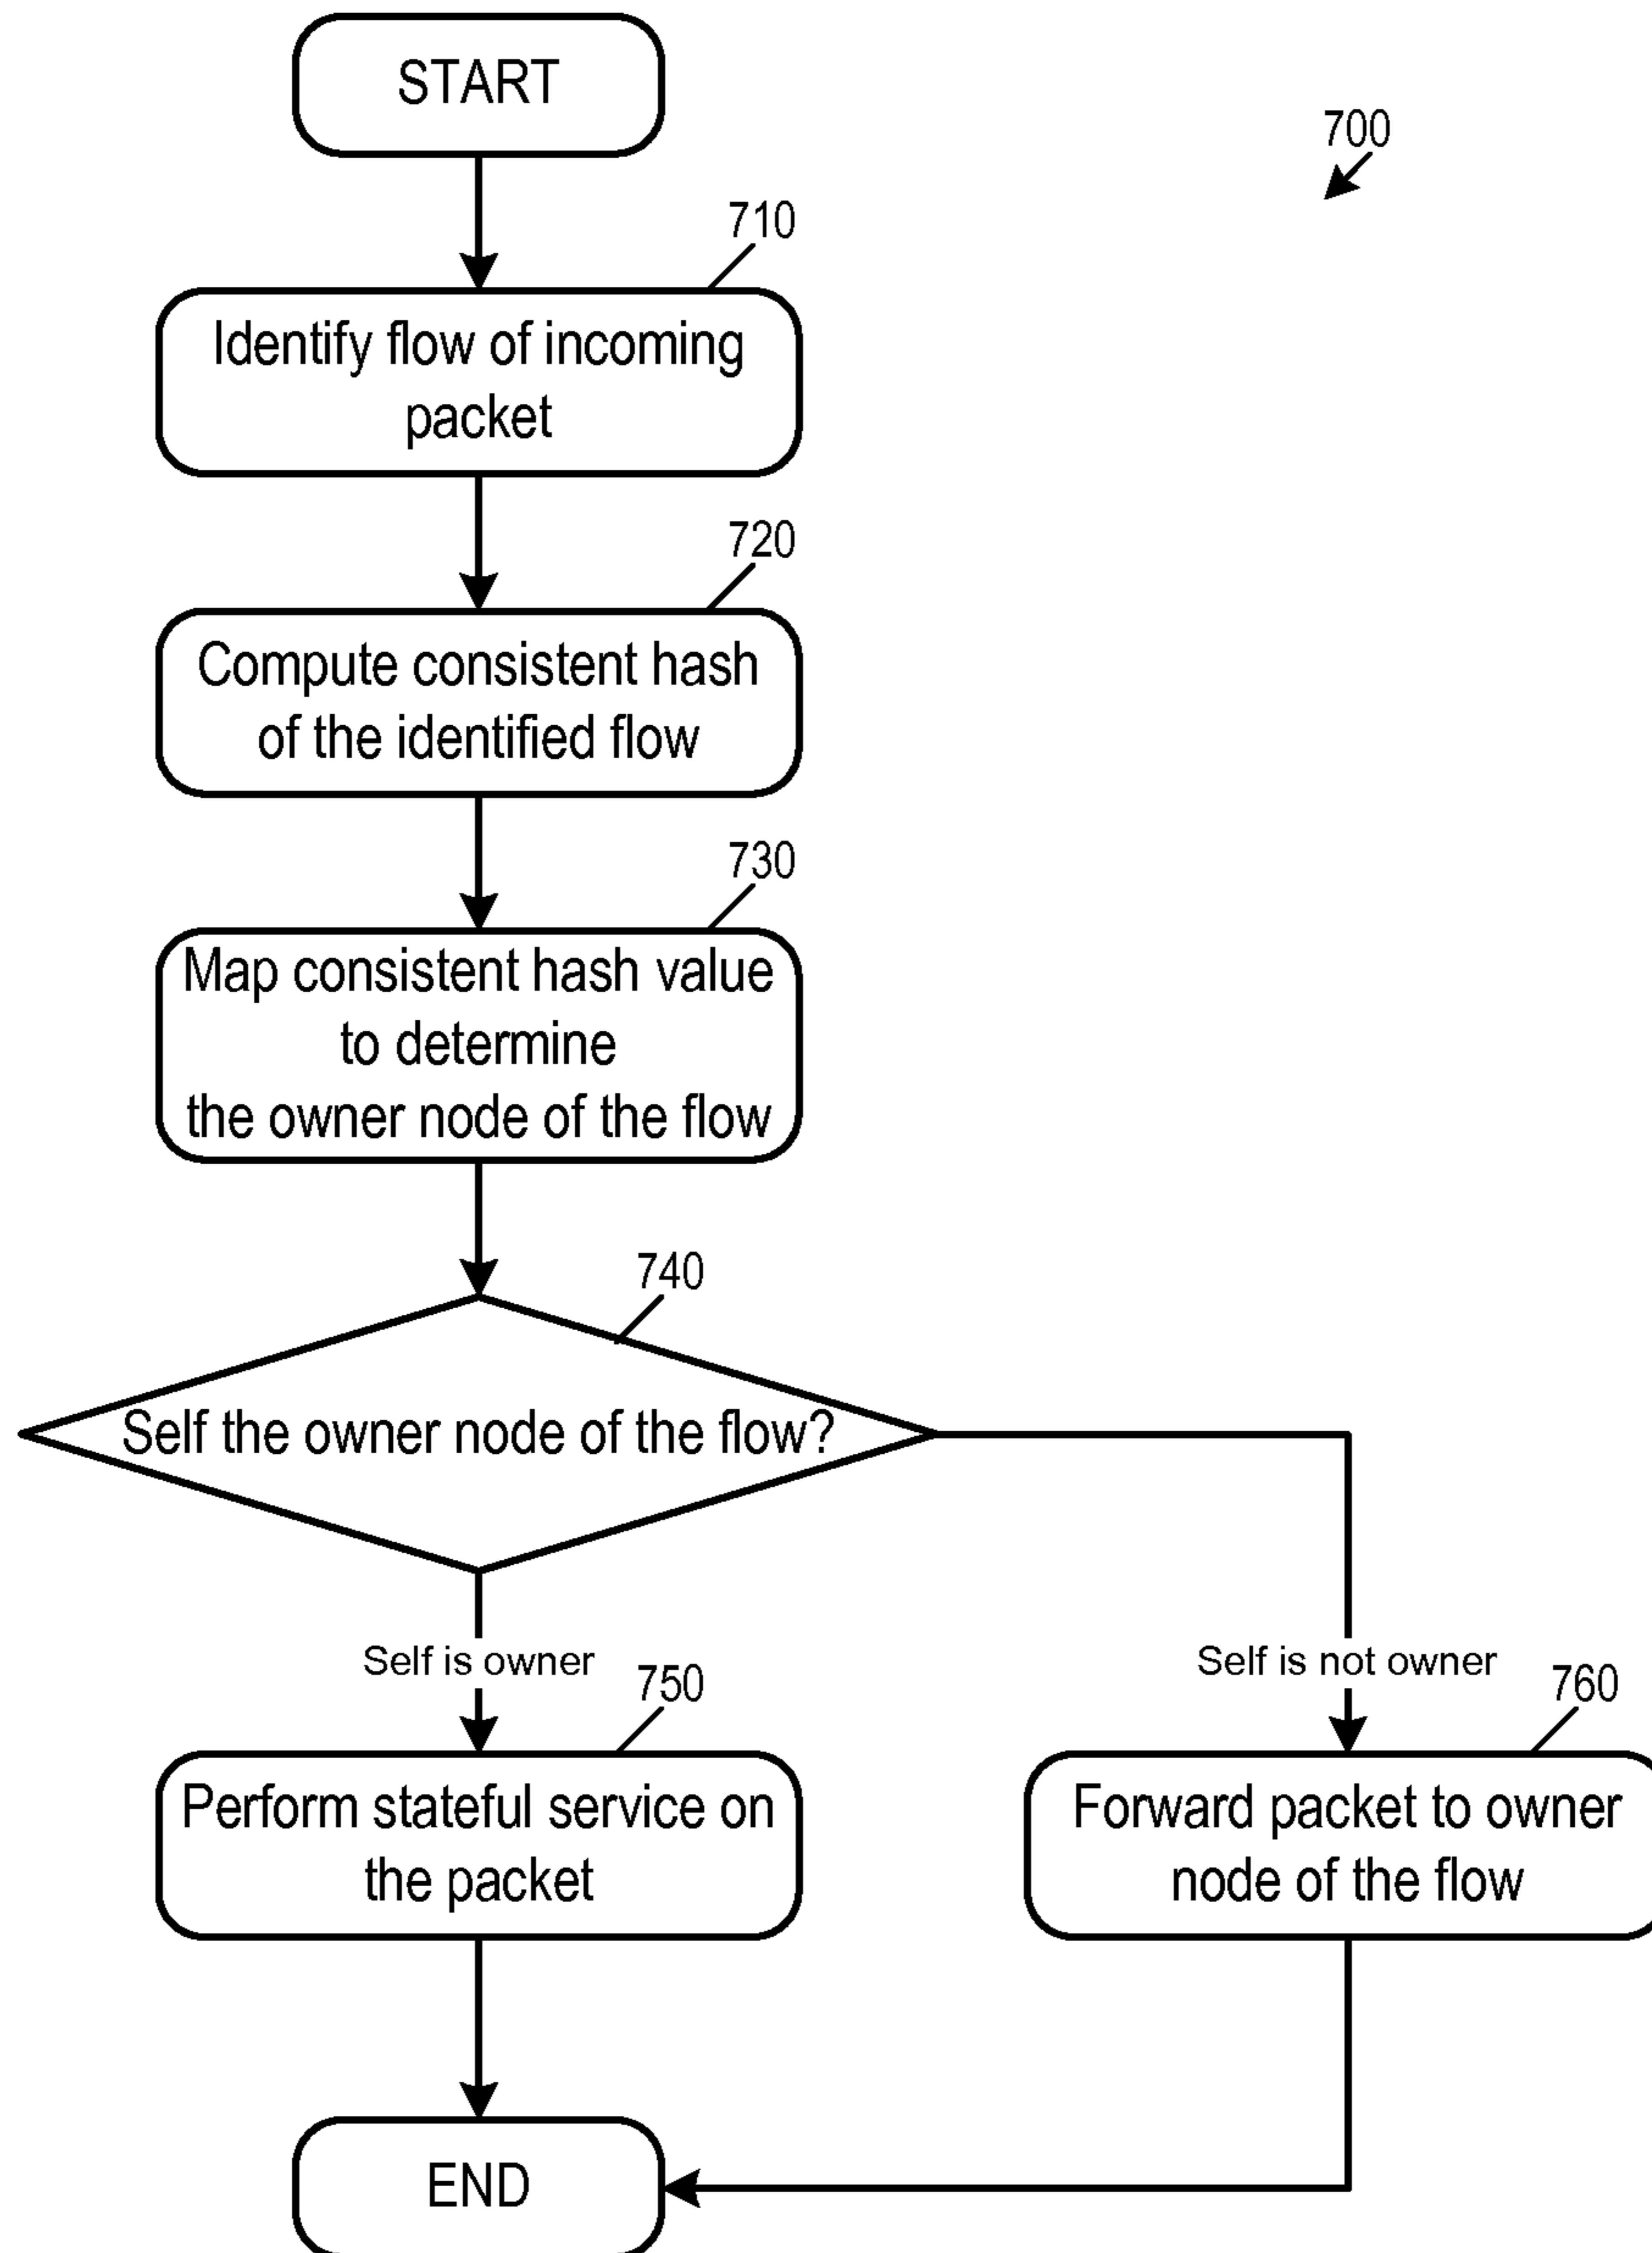 START
700
710
Identify flow of incoming
packet
720
Compute consistent hash
of the identified flow
730
Map consistent hash value
to determine
the owner node of the flow
740
Self the owner node of the flow?
Self is owner
Self is not owner
750
760
Perform stateful service on
the packet
Forward packet to owner
node of the flow
END